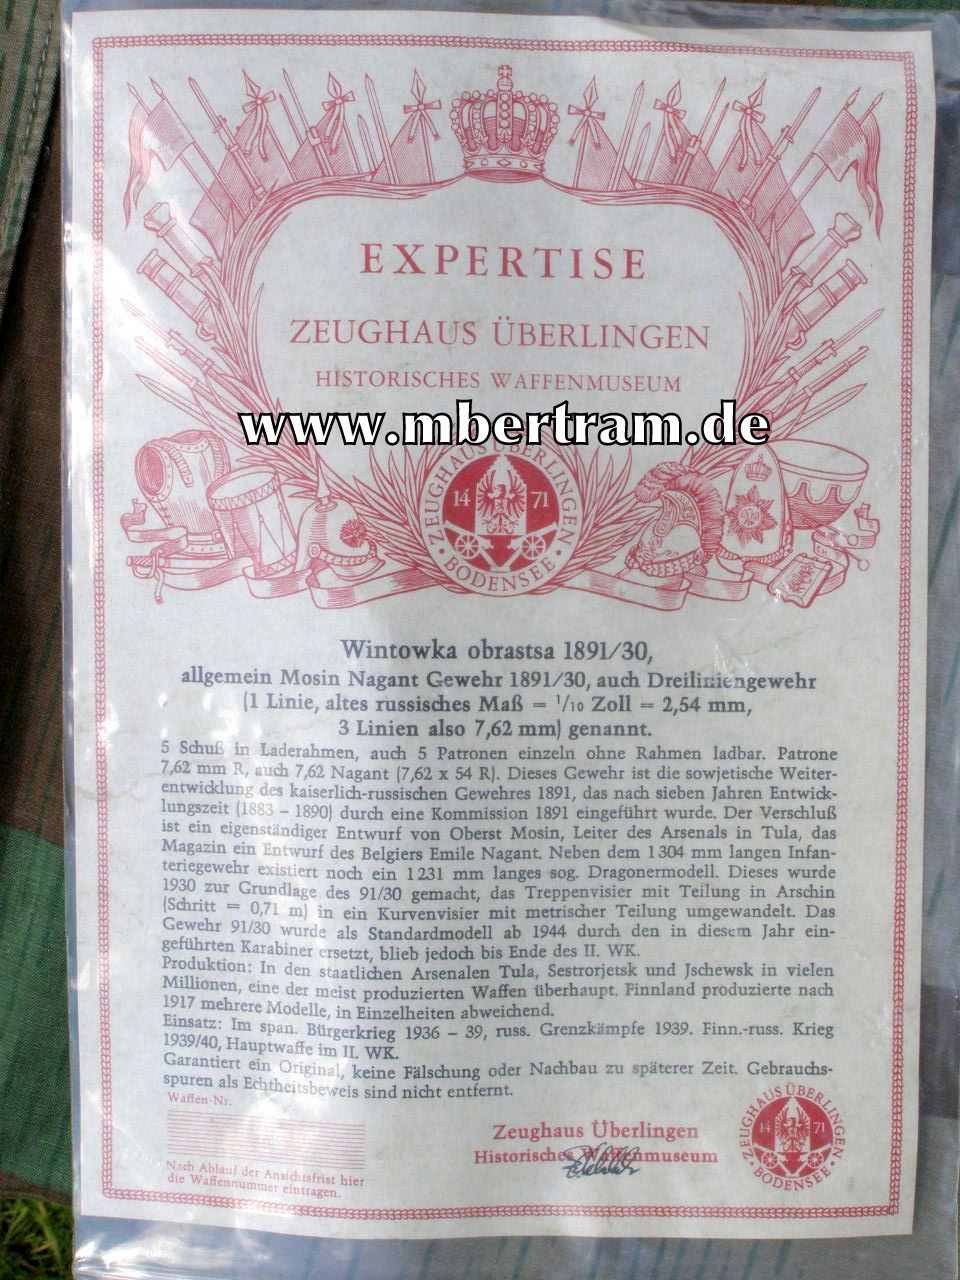 EXPERTISE
ZEUGHAUS ÜBERLINGEN
HISTORISCHES WAFFENMUSEUM
www.mbertram.de
ZEUGHAUS ÜBERLINGEN
14 71
· BODENSEE ·
Wintowka obrastsa 1891/30,
allgemein Mosin Nagant Gewehr 1891/30, auch Dreiliniengewehr
(1 Linie, altes russisches Maß = 1/10 Zoll = 2,54 mm,
3 Linien also 7,62 mm) genannt.
5 Schuß in Laderahmen, auch 5 Patronen einzeln ohne Rahmen ladbar. Patrone
7,62 mm R, auch 7,62 Nagant (7,62 x 54 R). Dieses Gewehr ist die sowjetische Weiter-
entwicklung des kaiserlich-russischen Gewehres 1891, das nach sieben Jahren Entwick-
lungszeit (1883 – 1890) durch eine Kommission 1891 eingeführt wurde. Der Verschluß
ist ein eigenständiger Entwurf von Oberst Mosin, Leiter des Arsenals in Tula, das
Magazin ein Entwurf des Belgiers Emile Nagant. Neben dem 1304 mm langen Infan-
teriegewehr existiert noch ein 1231 mm langes sog. Dragonermodell. Dieses wurde
1930 zur Grundlage des 91/30 gemacht, das Treppenvisier mit Teilung in Arschin
(Schritt = 0,71 m) in ein Kurvenvisier mit metrischer Teilung umgewandelt. Das
Gewehr 91/30 wurde als Standardmodell ab 1944 durch den in diesem Jahr ein-
geführten Karabiner ersetzt, blieb jedoch bis Ende des II. WK.
Produktion: In den staatlichen Arsenalen Tula, Sestrorjetsk und Jschewsk in vielen
Millionen, eine der meist produzierten Waffen überhaupt. Finnland produzierte nach
1917 mehrere Modelle, in Einzelheiten abweichend.
Einsatz: Im span. Bürgerkrieg 1936 – 39, russ. Grenzkämpfe 1939. Finn.-russ. Krieg
1939/40, Hauptwaffe im II. WK.
Garantiert ein Original, keine Fälschung oder Nachbau zu späterer Zeit. Gebrauchs-
spuren als Echtheitsbeweis sind nicht entfernt.
Waffen-Nr.
Nach Ablauf der Ansichtsfrist hier
die Waffennummer eintragen.
Zeughaus Überlingen
Historisches Waffenmuseum
ZEUGHAUS ÜBERLINGEN
14 71
· BODENSEE ·